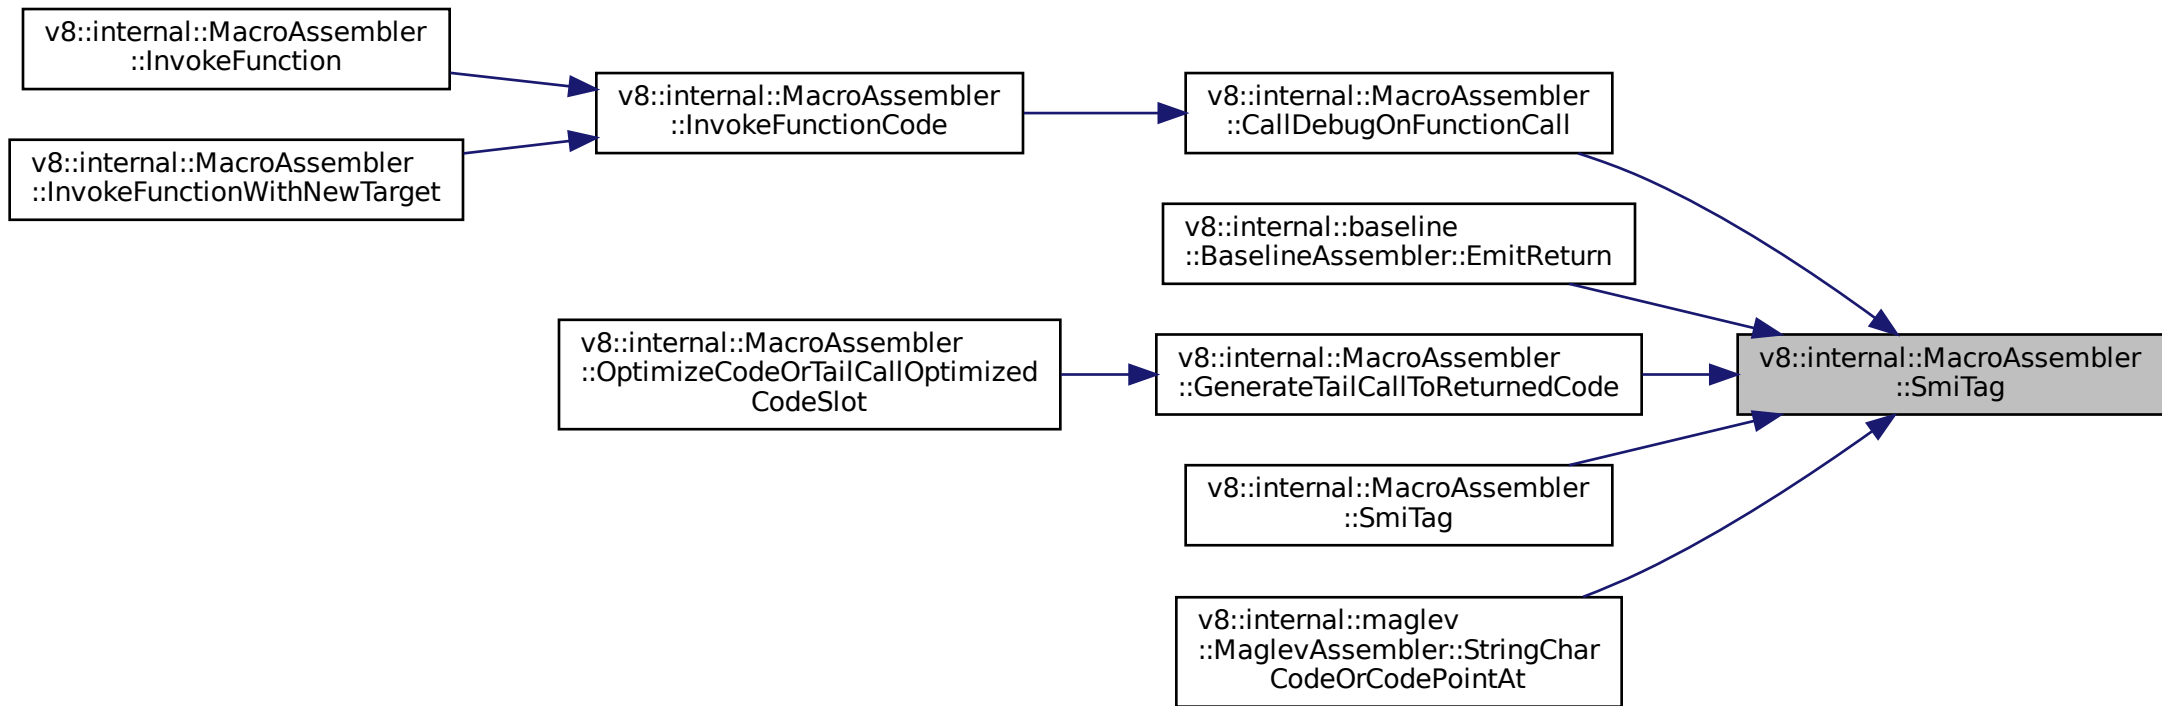 v8::internal::MacroAssembler
::InvokeFunction
v8::internal::MacroAssembler
::InvokeFunctionWithNewTarget
v8::internal::MacroAssembler
::InvokeFunctionCode
v8::internal::MacroAssembler
::CallDebugOnFunctionCall
v8::internal::baseline
::BaselineAssembler::EmitReturn
v8::internal::MacroAssembler
::OptimizeCodeOrTailCallOptimized
CodeSlot
v8::internal::MacroAssembler
::GenerateTailCallToReturnedCode
v8::internal::MacroAssembler
::SmiTag
v8::internal::MacroAssembler
::SmiTag
v8::internal::maglev
::MaglevAssembler::StringChar
CodeOrCodePointAt